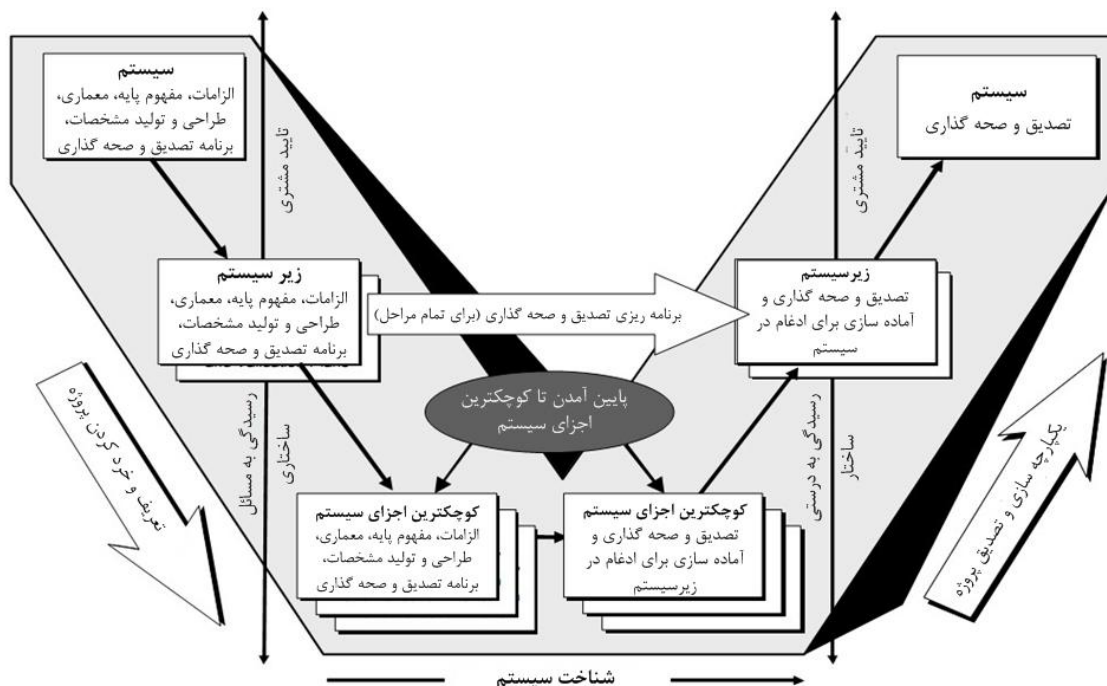 سیستم
الزامات، مفهوم پایه، معماری،
طراحی و تولید مشخصات،
برنامه تصدیق و صحه گذاری
تایید مشتری
زیر سیستم
الزامات، مفهوم پایه، معماری،
طراحی و تولید مشخصات،
برنامه تصدیق و صحه گذاری
برنامه ریزی تصدیق و صحه گذاری (برای تمام مراحل)
پایین آمدن تا کوچکترین
اجزای سیستم
تعریف و خرد کردن پروژه
رسیدگی به مسائل
ساختاری
کوچکترین اجزای سیستم
الزامات، مفهوم پایه، معماری،
طراحی و تولید مشخصات،
برنامه تصدیق و صحه گذاری
کوچکترین اجزای سیستم
تصدیق و صحه گذاری و
آماده سازی برای ادغام در
زیرسیستم
رسیدگی به درستی
ساختار
زیرسیستم
تصدیق و صحه گذاری و
آماده سازی برای ادغام در
سیستم
تایید مشتری
سیستم
تصدیق و صحه گذاری
یکپارچه سازی و تصدیق پروژه
شناخت سیستم